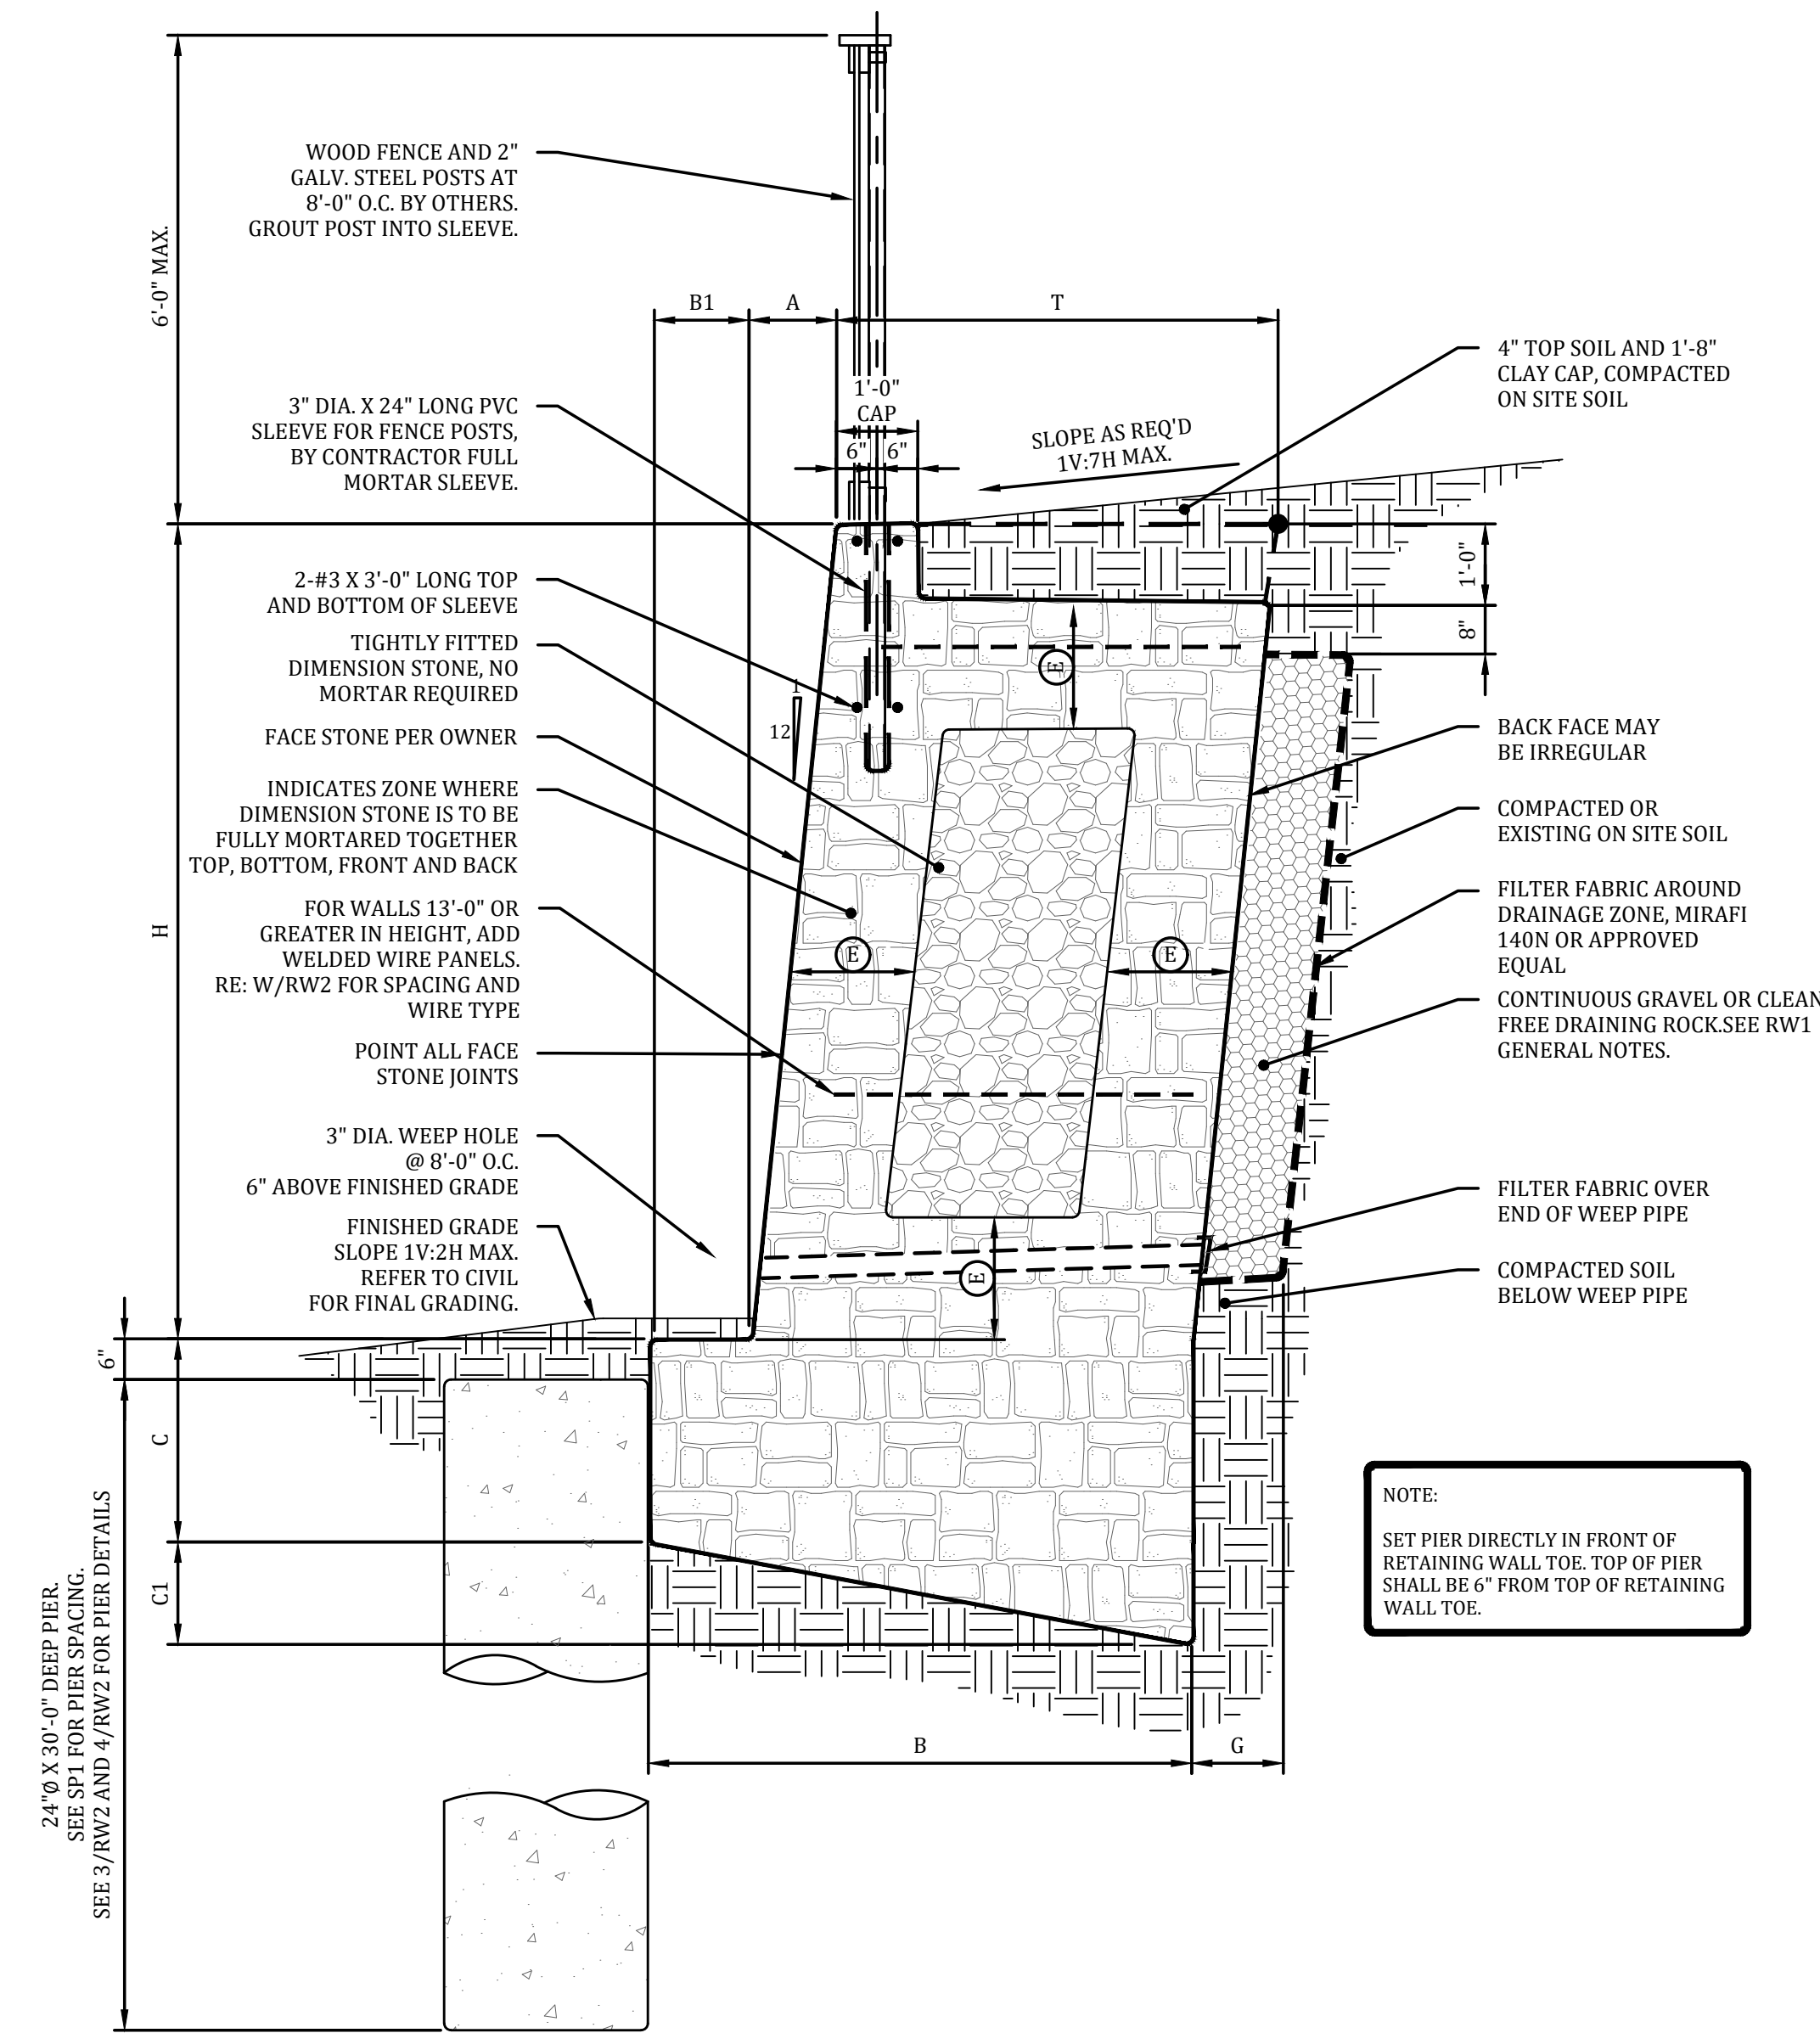 WOOD FENCE AND 2"
GALV. STEEL POSTS AT
8'-0" O.C. BY OTHERS.
GROUT POST INTO SLEEVE.
6'-0" MAX.
B1
A
T
4" TOP SOIL AND 1'-8"
CLAY CAP, COMPACTED
ON SITE SOIL
1'-0"
CAP
6"
6"
SLOPE AS REQ'D
1V:7H MAX.
3" DIA. X 24" LONG PVC
SLEEVE FOR FENCE POSTS,
BY CONTRACTOR FULL
MORTAR SLEEVE.
1'-0"
8"
2-#3 X 3'-0" LONG TOP
AND BOTTOM OF SLEEVE
TIGHTLY FITTED
DIMENSION STONE, NO
MORTAR REQUIRED
E
1
12
FACE STONE PER OWNER
BACK FACE MAY
BE IRREGULAR
INDICATES ZONE WHERE
DIMENSION STONE IS TO BE
FULLY MORTARED TOGETHER
TOP, BOTTOM, FRONT AND BACK
COMPACTED OR
EXISTING ON SITE SOIL
H
FOR WALLS 13'-0" OR
GREATER IN HEIGHT, ADD
WELDED WIRE PANELS.
RE: W/RW2 FOR SPACING AND
WIRE TYPE
E
E
FILTER FABRIC AROUND
DRAINAGE ZONE, MIRAFI
140N OR APPROVED
EQUAL
CONTINUOUS GRAVEL OR CLEAN
FREE DRAINING ROCK.SEE RW1
GENERAL NOTES.
POINT ALL FACE
STONE JOINTS
3" DIA. WEEP HOLE
@ 8'-0" O.C.
6" ABOVE FINISHED GRADE
FILTER FABRIC OVER
END OF WEEP PIPE
FINISHED GRADE
SLOPE 1V:2H MAX.
REFER TO CIVIL
FOR FINAL GRADING.
E
COMPACTED SOIL
BELOW WEEP PIPE
6"
C
C1
24"Ø X 30'-0" DEEP PIER.
SEE SP1 FOR PIER SPACING.
SEE 3/RW2 AND 4/RW2 FOR PIER DETAILS
NOTE:
SET PIER DIRECTLY IN FRONT OF
RETAINING WALL TOE. TOP OF PIER
SHALL BE 6" FROM TOP OF RETAINING
WALL TOE.
B
G